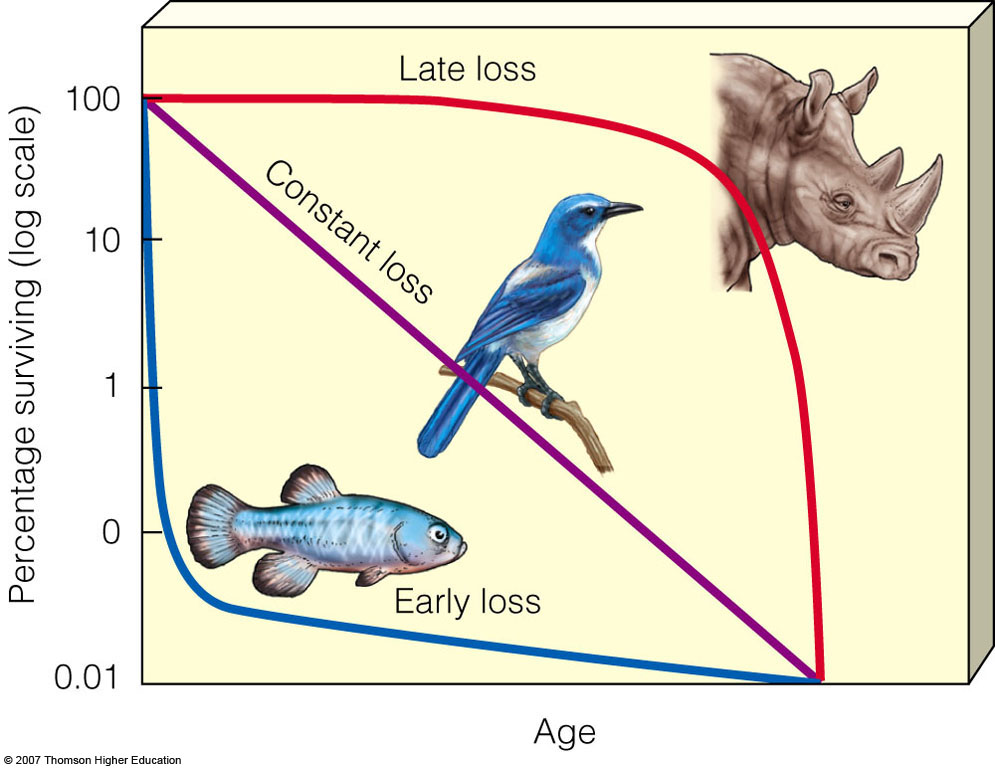 Late loss
100
Constant loss
10
1
0
Early loss
0.01
Percentage surviving (log scale)
Age
© 2007 Thomson Higher Education